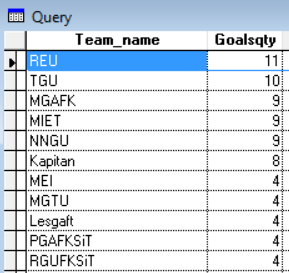 Query
Team_name Goalsqty
REU 11
TGU 10
MGAFK 9
MIET 9
NNGU 9
Kapitan 8
MEI 4
MGTU 4
Lesgaft 4
PGAFKSiT 4
RGUFKSiT 4